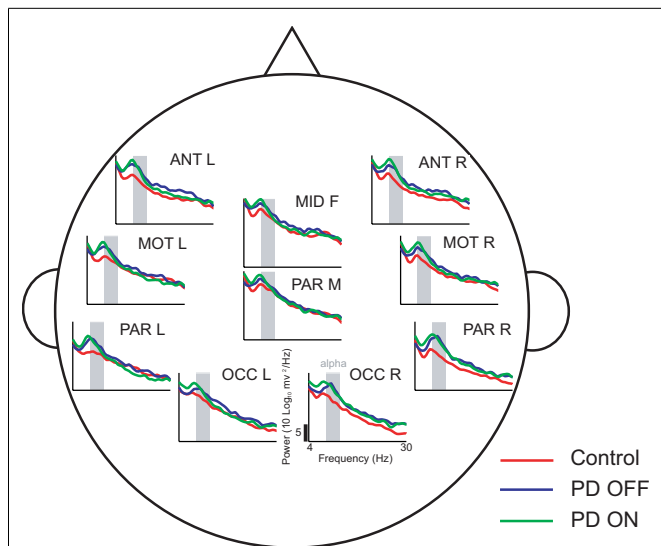 ANT L
ANT R
MID F
MOT L
MOT R
PAR M
PAR L
PAR R
OCC L
alpha
OCC R
Power (10 Log₁₀ mv ²/Hz)
5
4
30
Frequency (Hz)
Control
PD OFF
PD ON